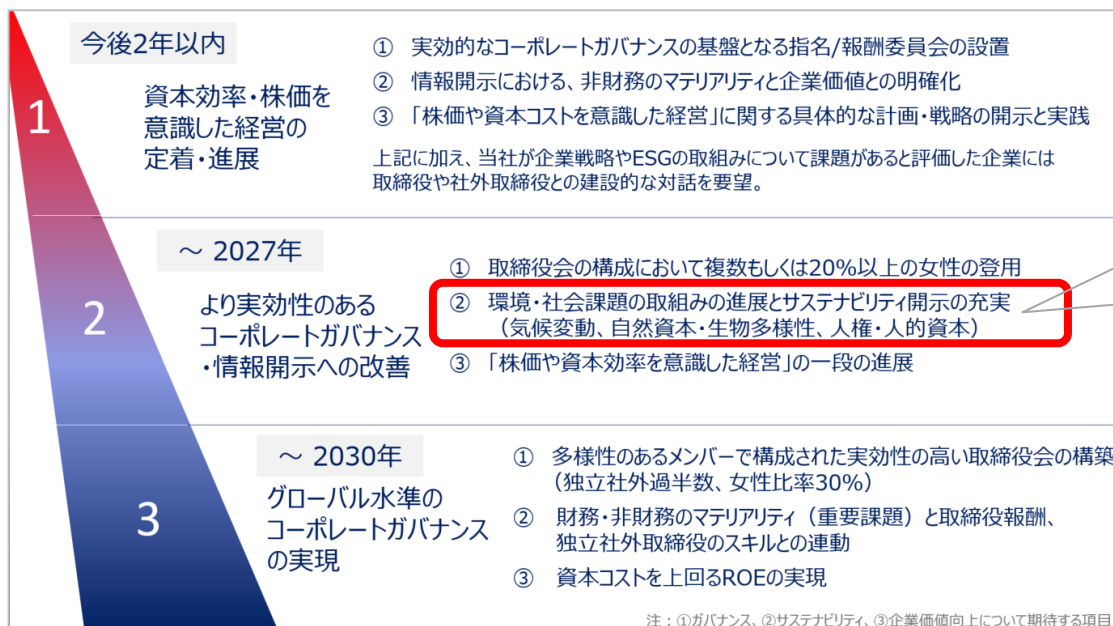 今後2年以内
1
資本効率・株価を
意識した経営の
定着・進展
① 実効的なコーポレートガバナンスの基盤となる指名/報酬委員会の設置
② 情報開示における、非財務のマテリアリティと企業価値との明確化
③ 「株価や資本コストを意識した経営」に関する具体的な計画・戦略の開示と実践
上記に加え、当社が企業戦略やESGの取組みについて課題があると評価した企業には
取締役や社外取締役との建設的な対話を要望。
～ 2027年
2
より実効性のある
コーポレートガバナンス
・情報開示への改善
① 取締役会の構成において複数もしくは20%以上の女性の登用
② 環境・社会課題の取組みの進展とサステナビリティ開示の充実
（気候変動、自然資本・生物多様性、人権・人的資本）
③ 「株価や資本効率を意識した経営」の一段の進展
～ 2030年
3
グローバル水準の
コーポレートガバナンス
の実現
① 多様性のあるメンバーで構成された実効性の高い取締役会の構築
（独立社外過半数、女性比率30%）
② 財務・非財務のマテリアリティ（重要課題）と取締役報酬、
独立社外取締役のスキルとの連動
③ 資本コストを上回るROEの実現
注：①ガバナンス、②サステナビリティ、③企業価値向上について期待する項目